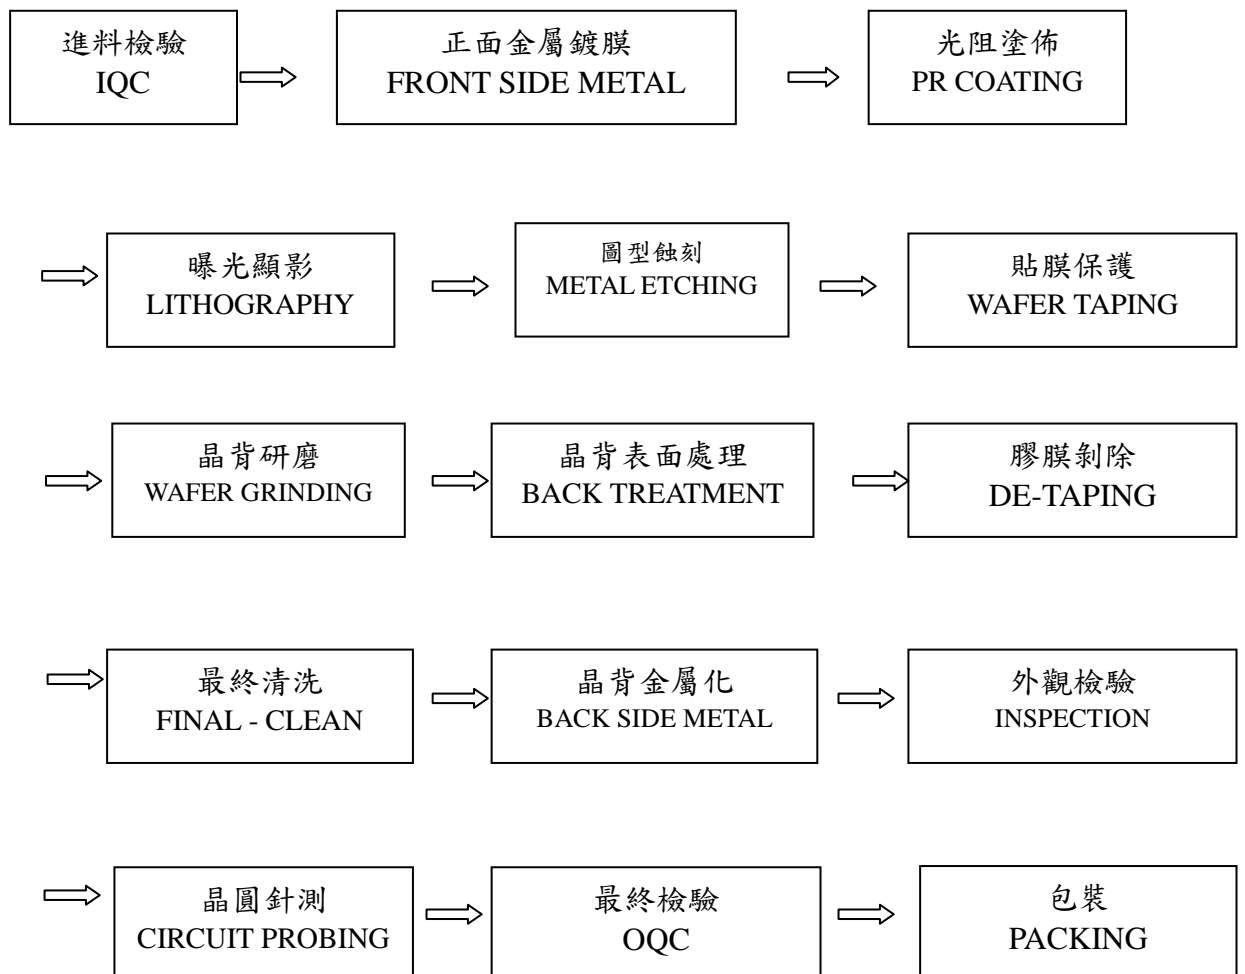 進料檢驗
IQC
正面金屬鍍膜
FRONT SIDE METAL
光阻塗佈
PR COATING
曝光顯影
LITHOGRAPHY
圖型蝕刻
METAL ETCHING
貼膜保護
WAFER TAPING
晶背研磨
WAFER GRINDING
晶背表面處理
BACK TREATMENT
膠膜剝除
DE-TAPING
最終清洗
FINAL - CLEAN
晶背金屬化
BACK SIDE METAL
外觀檢驗
INSPECTION
晶圓針測
CIRCUIT PROBING
最終檢驗
OQC
包裝
PACKING